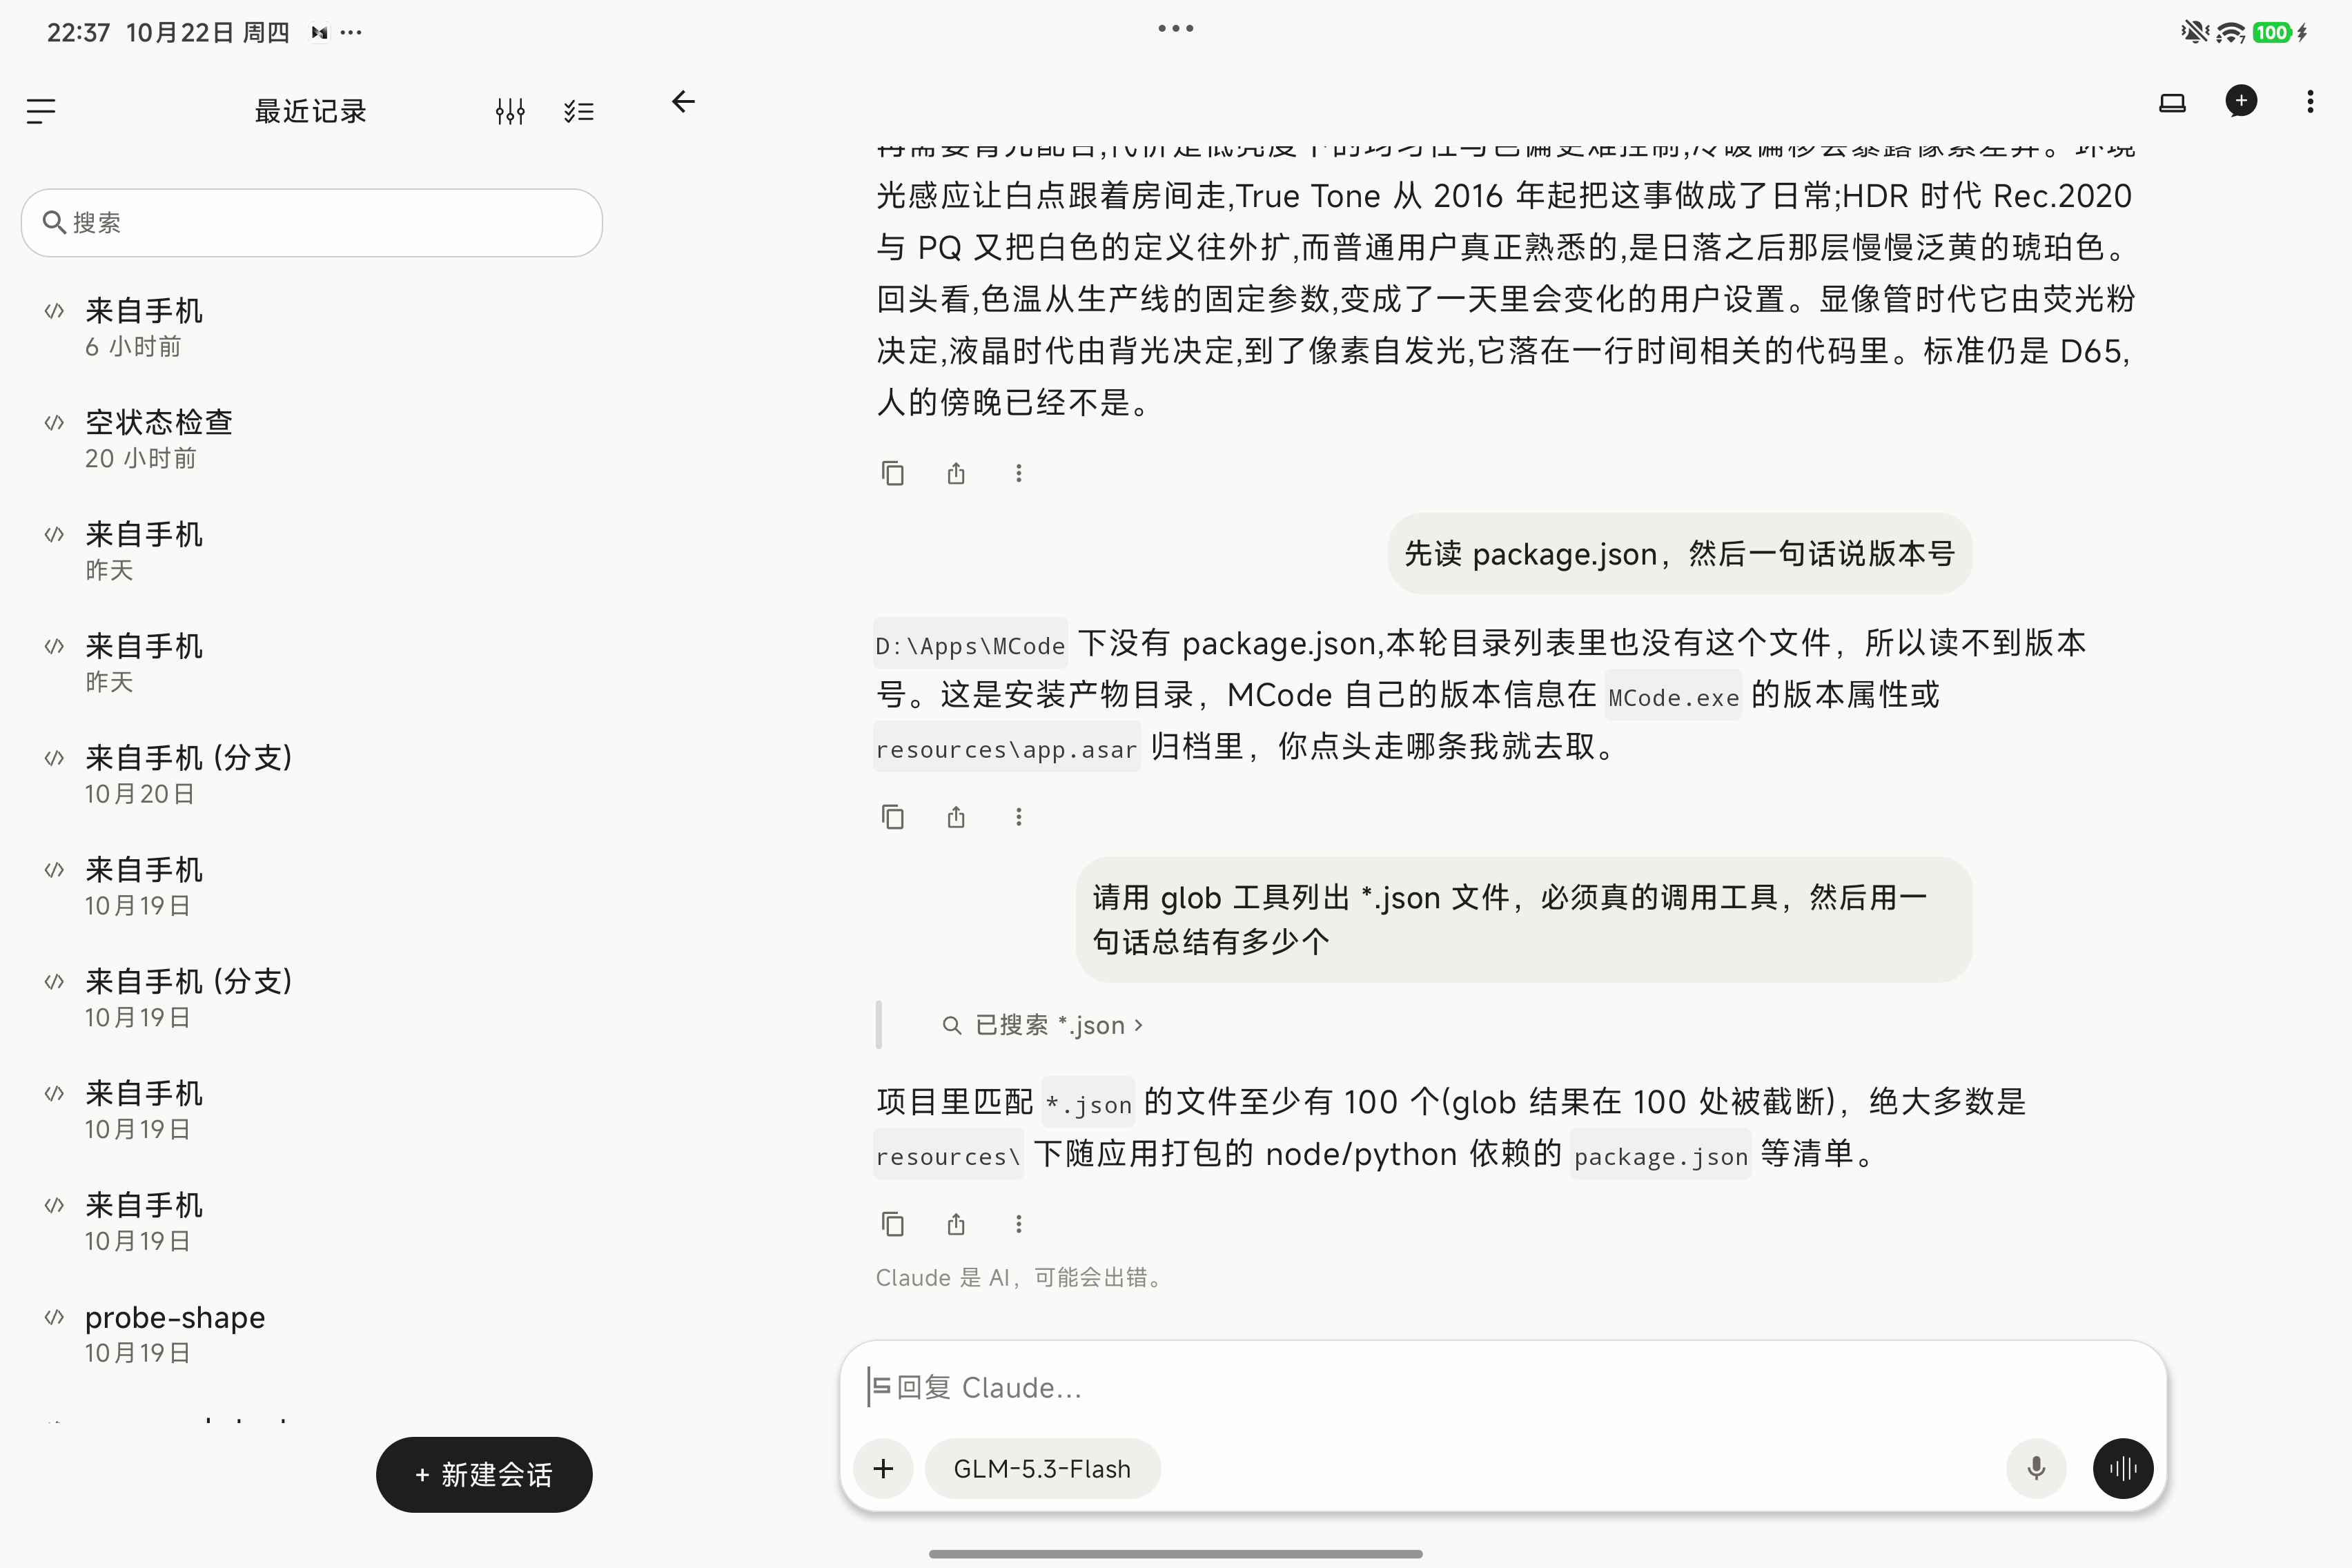 22:37 10月22日 周四
100
最近记录
搜索
来自手机
6 小时前
空状态检查
20 小时前
来自手机
昨天
来自手机
昨天
来自手机 (分支)
10月20日
来自手机
10月19日
来自手机 (分支)
10月19日
来自手机
10月19日
来自手机
10月19日
probe-shape
10月19日
+ 新建会话
光感应让白点跟着房间走,True Tone 从 2016 年起把这事做成了日常;HDR 时代 Rec.2020
与 PQ 又把白色的定义往外扩,而普通用户真正熟悉的,是日落之后那层慢慢泛黄的琥珀色。
回头看,色温从生产线的固定参数,变成了一天里会变化的用户设置。显像管时代它由荧光粉
决定,液晶时代由背光决定,到了像素自发光,它落在一行时间相关的代码里。标准仍是 D65,
人的傍晚已经不是。
先读 package.json，然后一句话说版本号
D:\Apps\MCode 下没有 package.json,本轮目录列表里也没有这个文件，所以读不到版本
号。这是安装产物目录，MCode 自己的版本信息在 MCode.exe 的版本属性或
resources\app.asar 归档里，你点头走哪条我就去取。
请用 glob 工具列出 *.json 文件，必须真的调用工具，然后用一
句话总结有多少个
已搜索 *.json
项目里匹配 *.json 的文件至少有 100 个(glob 结果在 100 处被截断)，绝大多数是
resources\ 下随应用打包的 node/python 依赖的 package.json 等清单。
Claude 是 AI，可能会出错。
回复 Claude...
GLM-5.3-Flash